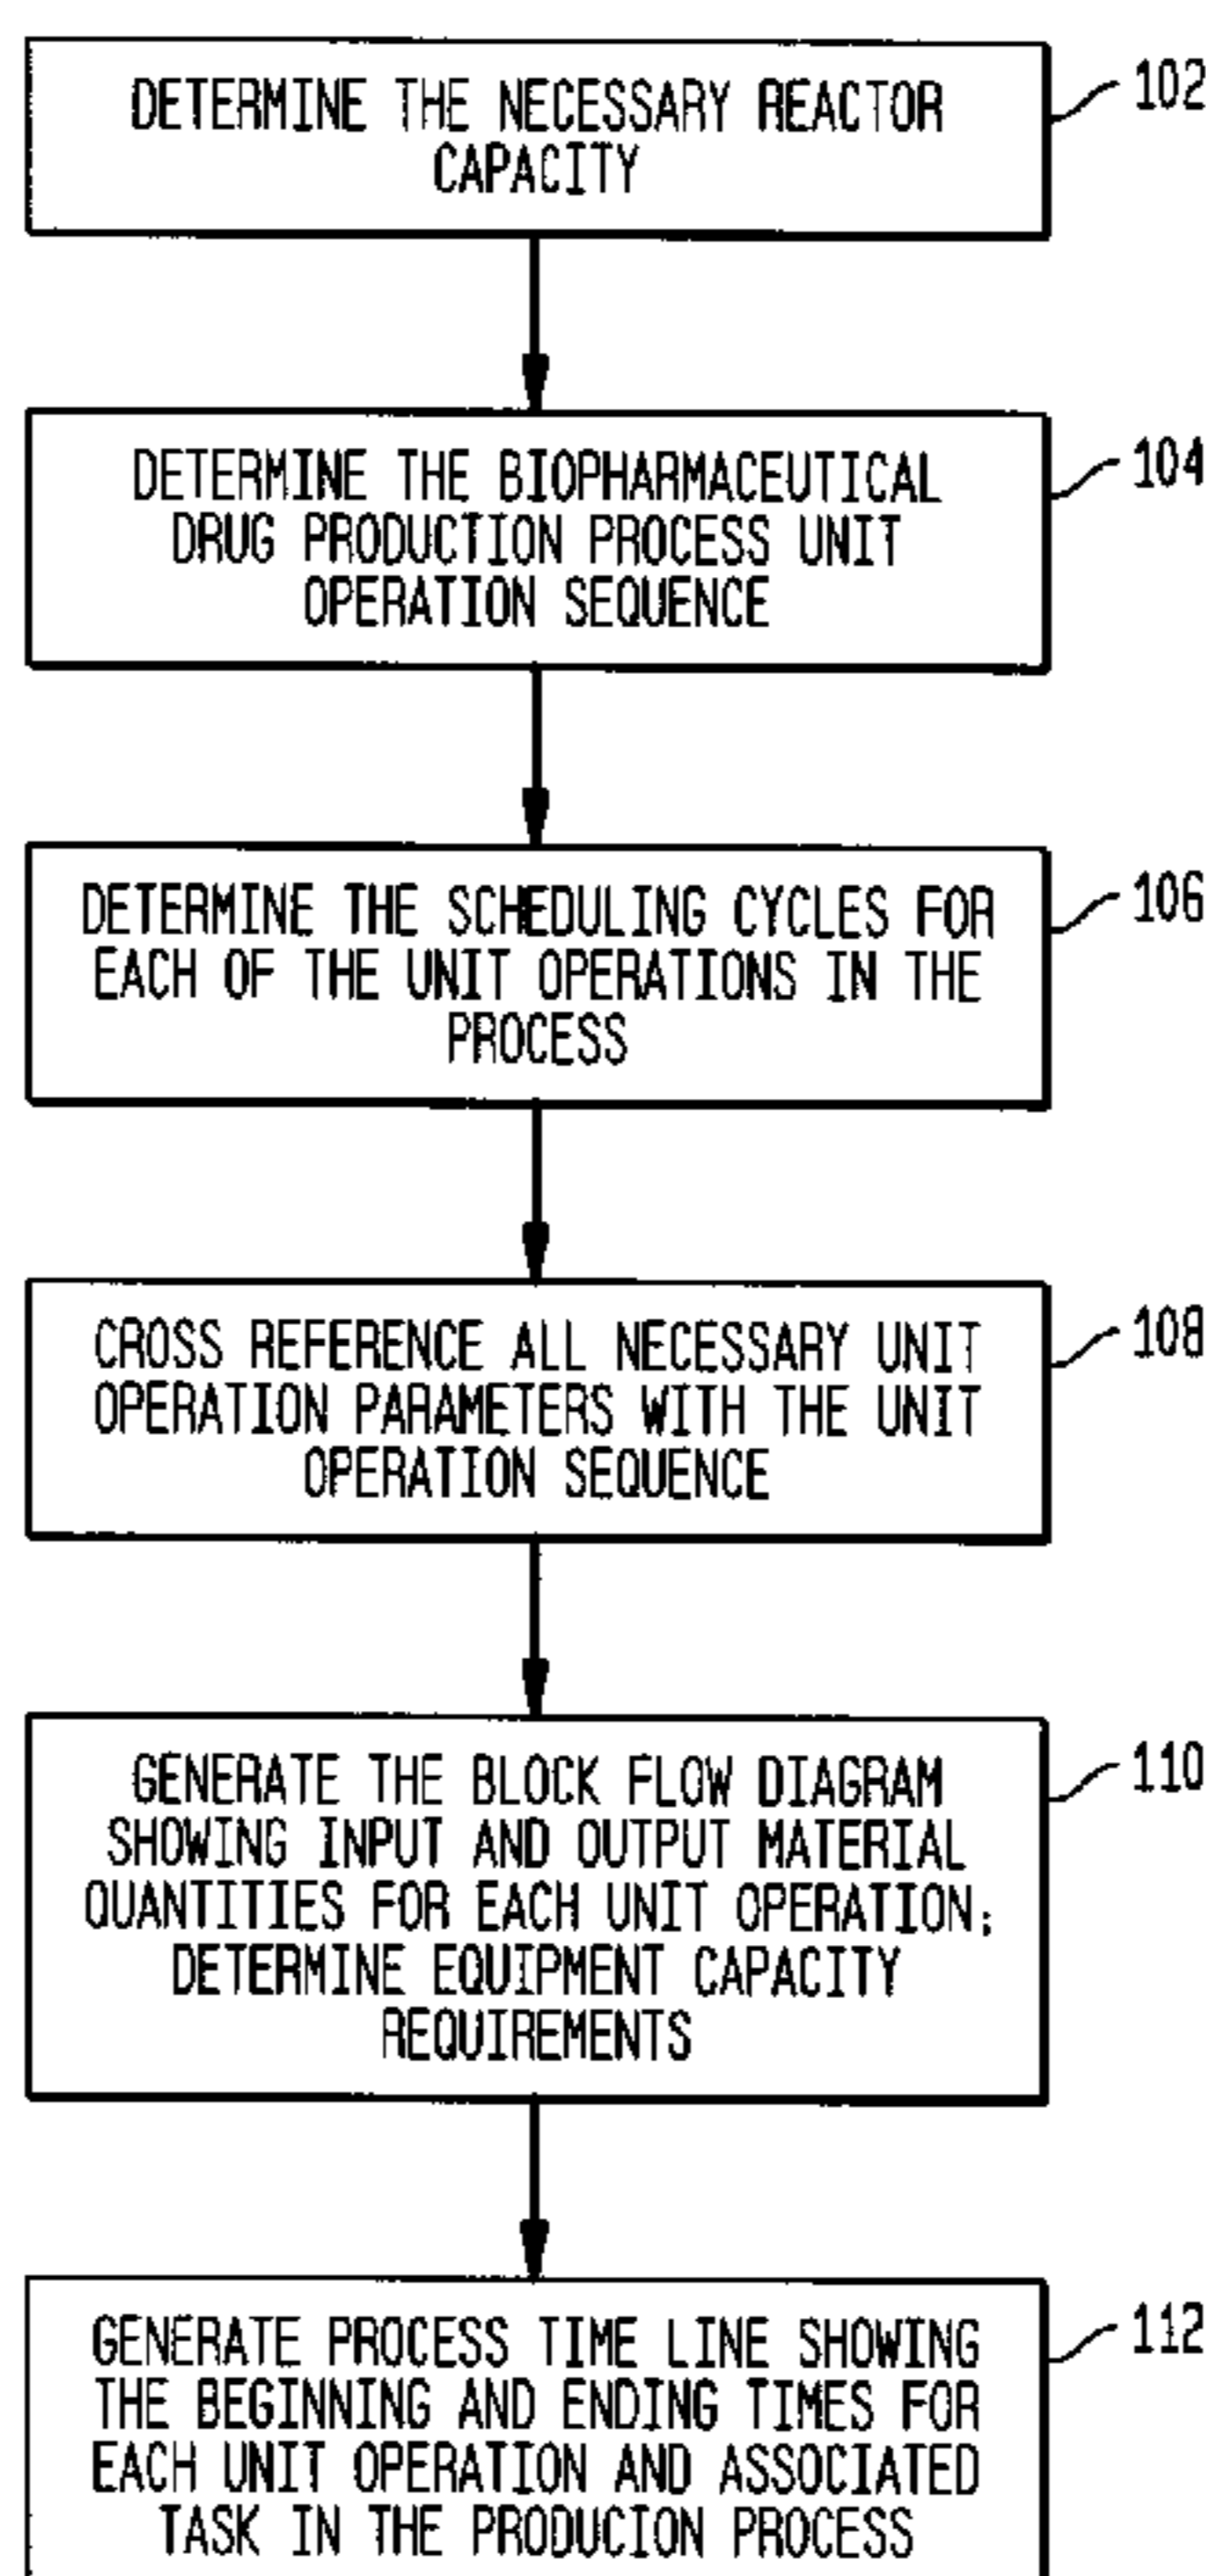 DETERMINE THE NECESSARY REACTOR
CAPACITY
102
DETERMINE THE BIOPHARMACEUTICAL
DRUG PRODUCTION PROCESS UNIT
OPERATION SEQUENCE
104
DETERMINE THE SCHEDULING CYCLES FOR
EACH OF THE UNIT OPERATIONS IN THE
PROCESS
106
CROSS REFERENCE ALL NECESSARY UNIT
OPERATION PARAMETERS WITH THE UNIT
OPERATION SEQUENCE
108
GENERATE THE BLOCK FLOW DIAGRAM
SHOWING INPUT AND OUTPUT MATERIAL
QUANTITIES FOR EACH UNIT OPERATION;
DETERMINE EQUIPMENT CAPACITY
REQUIREMENTS
110
GENERATE PROCESS TIME LINE SHOWING
THE BEGINNING AND ENDING TIMES FOR
EACH UNIT OPERATION AND ASSOCIATED
TASK IN THE PRODUCION PROCESS
112